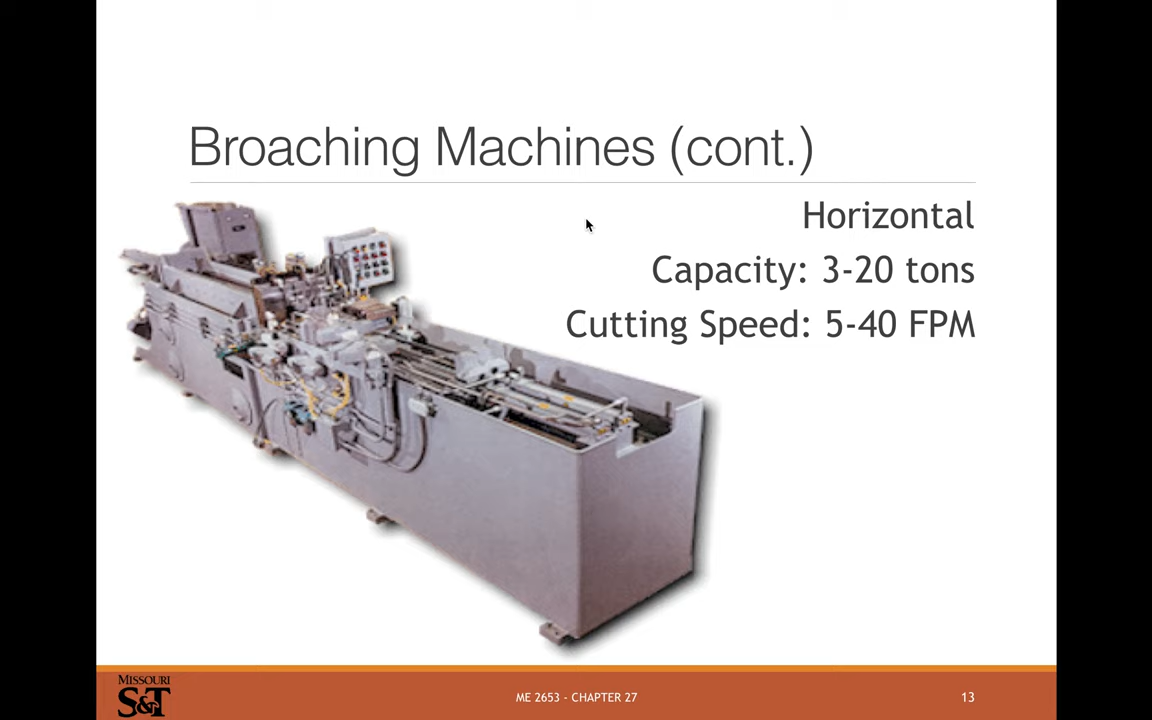 Broaching Machines (cont.)
Horizontal
Capacity: 3-20 tons
Cutting Speed: 5-40 FPM
MISSOURI
S&T
ME 2653 - CHAPTER 27
13